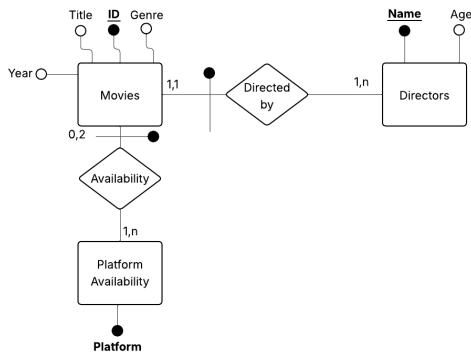 Title ID Genre
Name Age
Year
Movies
1,1
Directed
by
1,n
Directors
0,2
Availability
1,n
Platform
Availability
Platform